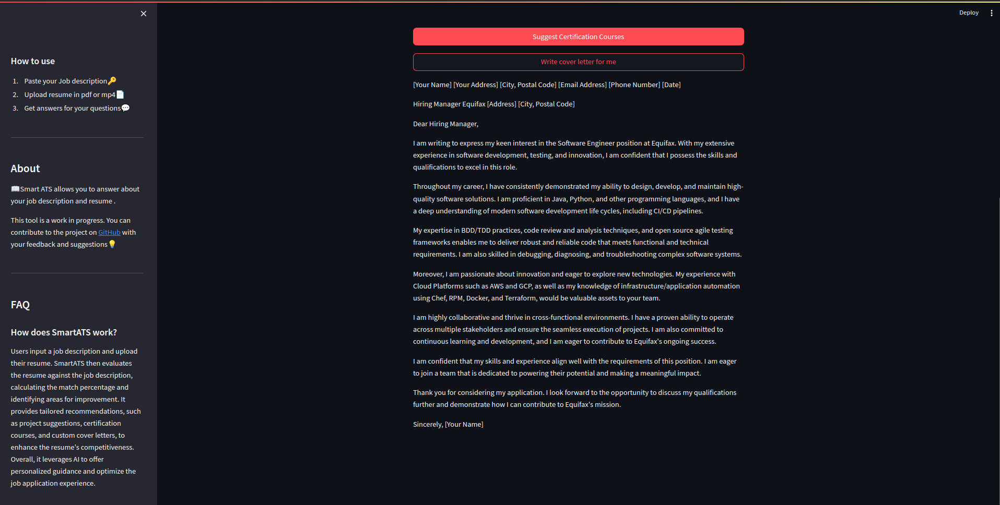 Deploy
How to use
1. Paste your Job description🔑
2. Upload resume in pdf or mp4📄
3. Get answers for your questions💬
About
📖Smart ATS allows you to answer about
your job description and resume .
This tool is a work in progress. You can
contribute to the project on GitHub with
your feedback and suggestions💡
FAQ
How does SmartATS work?
Users input a job description and upload
their resume. SmartATS then evaluates
the resume against the job description,
calculating the match percentage and
identifying areas for improvement. It
provides tailored recommendations, such
as project suggestions, certification
courses, and custom cover letters, to
enhance the resume's competitiveness.
Overall, it leverages AI to offer
personalized guidance and optimize the
job application experience.
Suggest Certification Courses
Write cover letter for me
[Your Name] [Your Address] [City, Postal Code] [Email Address] [Phone Number] [Date]
Hiring Manager Equifax [Address] [City, Postal Code]
Dear Hiring Manager,
I am writing to express my keen interest in the Software Engineer position at Equifax. With my extensive
experience in software development, testing, and innovation, I am confident that I possess the skills and
qualifications to excel in this role.
Throughout my career, I have consistently demonstrated my ability to design, develop, and maintain high-
quality software solutions. I am proficient in Java, Python, and other programming languages, and I have
a deep understanding of modern software development life cycles, including CI/CD pipelines.
My expertise in BDD/TDD practices, code review and analysis techniques, and open source agile testing
frameworks enables me to deliver robust and reliable code that meets functional and technical
requirements. I am also skilled in debugging, diagnosing, and troubleshooting complex software systems.
Moreover, I am passionate about innovation and eager to explore new technologies. My experience with
Cloud Platforms such as AWS and GCP, as well as my knowledge of infrastructure/application automation
using Chef, RPM, Docker, and Terraform, would be valuable assets to your team.
I am highly collaborative and thrive in cross-functional environments. I have a proven ability to operate
across multiple stakeholders and ensure the seamless execution of projects. I am also committed to
continuous learning and development, and I am eager to contribute to Equifax's ongoing success.
I am confident that my skills and experience align well with the requirements of this position. I am eager
to join a team that is dedicated to powering their potential and making a meaningful impact.
Thank you for considering my application. I look forward to the opportunity to discuss my qualifications
further and demonstrate how I can contribute to Equifax's mission.
Sincerely, [Your Name]